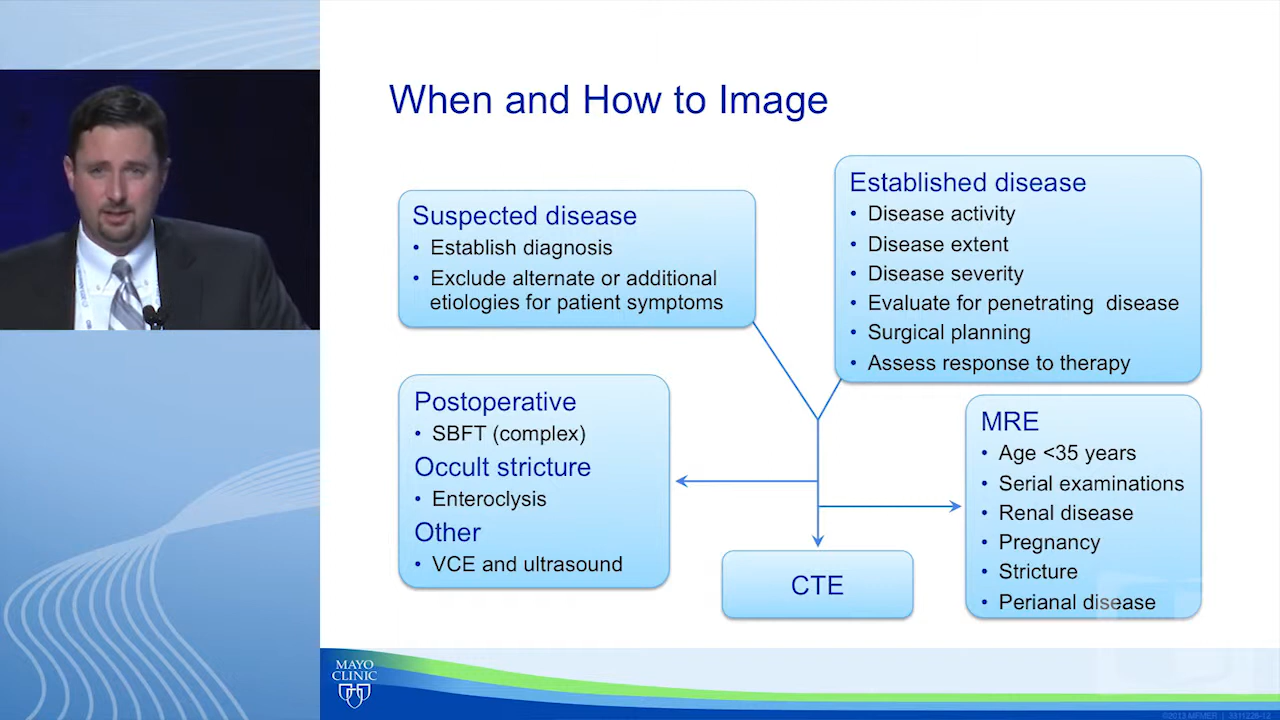 When and How to Image
Suspected disease
• Establish diagnosis
• Exclude alternate or additional
etiologies for patient symptoms
Established disease
• Disease activity
• Disease extent
• Disease severity
• Evaluate for penetrating disease
• Surgical planning
• Assess response to therapy
Postoperative
• SBFT (complex)
Occult stricture
• Enteroclysis
Other
• VCE and ultrasound
CTE
MRE
• Age <35 years
• Serial examinations
• Renal disease
• Pregnancy
• Stricture
• Perianal disease
MAYO
CLINIC